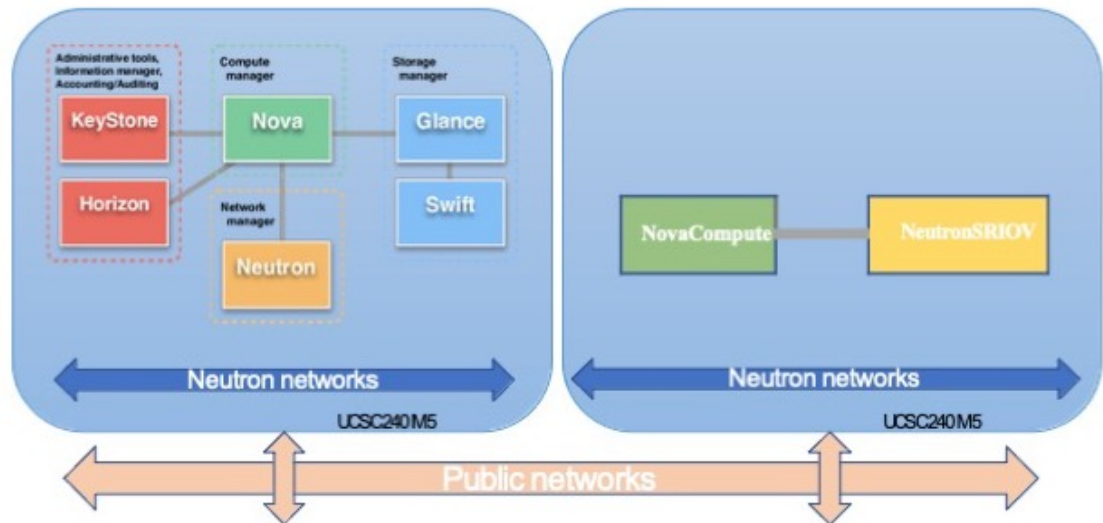 Administrative tools,
Information manager,
Accounting/Auditing
KeyStone
Horizon
Compute
manager
Nova
Storage
manager
Glance
Swift
Network
manager
Neutron
Neutron networks
UCSC240 M5
NovaCompute
NeutronSRIOV
Neutron networks
UCSC240 M5
Public networks